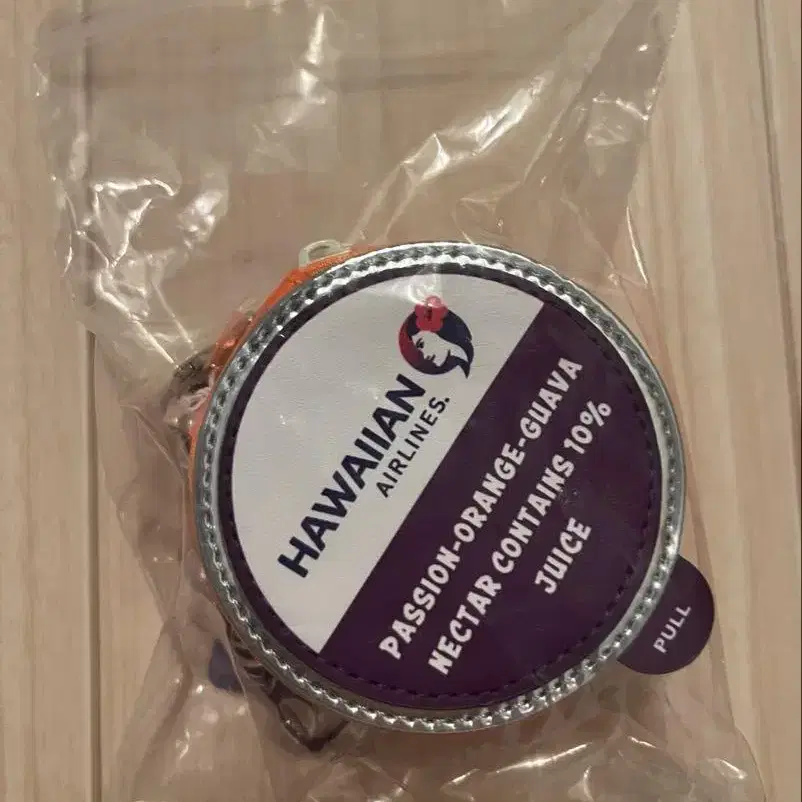 HAWAIIAN
AIRLINES.
PASSION-ORANGE-GUAVA
NECTAR CONTAINS 10%
JUICE
PULL